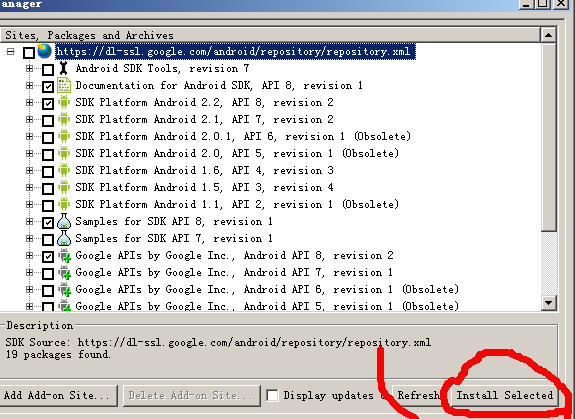 anager
Sites, Packages and Archives
https://dl-ssl.google.com/android/repository/repository.xml
Android SDK Tools, revision 7
Documentation for Android SDK, API 8, revision 1
SDK Platform Android 2.2, API 8, revision 2
SDK Platform Android 2.1, API 7, revision 2
SDK Platform Android 2.0.1, API 6, revision 1 (Obsolete)
SDK Platform Android 2.0, API 5, revision 1 (Obsolete)
SDK Platform Android 1.6, API 4, revision 3
SDK Platform Android 1.5, API 3, revision 4
SDK Platform Android 1.1, API 2, revision 1 (Obsolete)
Samples for SDK API 8, revision 1
Samples for SDK API 7, revision 1
Google APIs by Google Inc., Android API 8, revision 2
Google APIs by Google Inc., Android API 7, revision 1
Google APIs by Google Inc., Android API 6, revision 1 (Obsolete)
Google APIs by Google Inc., Android API 5, revision 1 (Obsolete)
Description
SDK Source: https://dl-ssl.google.com/android/repository/repository.xml
19 packages found.
Add Add-on Site... Delete Add-on Site... Display updates Refresh Install Selected